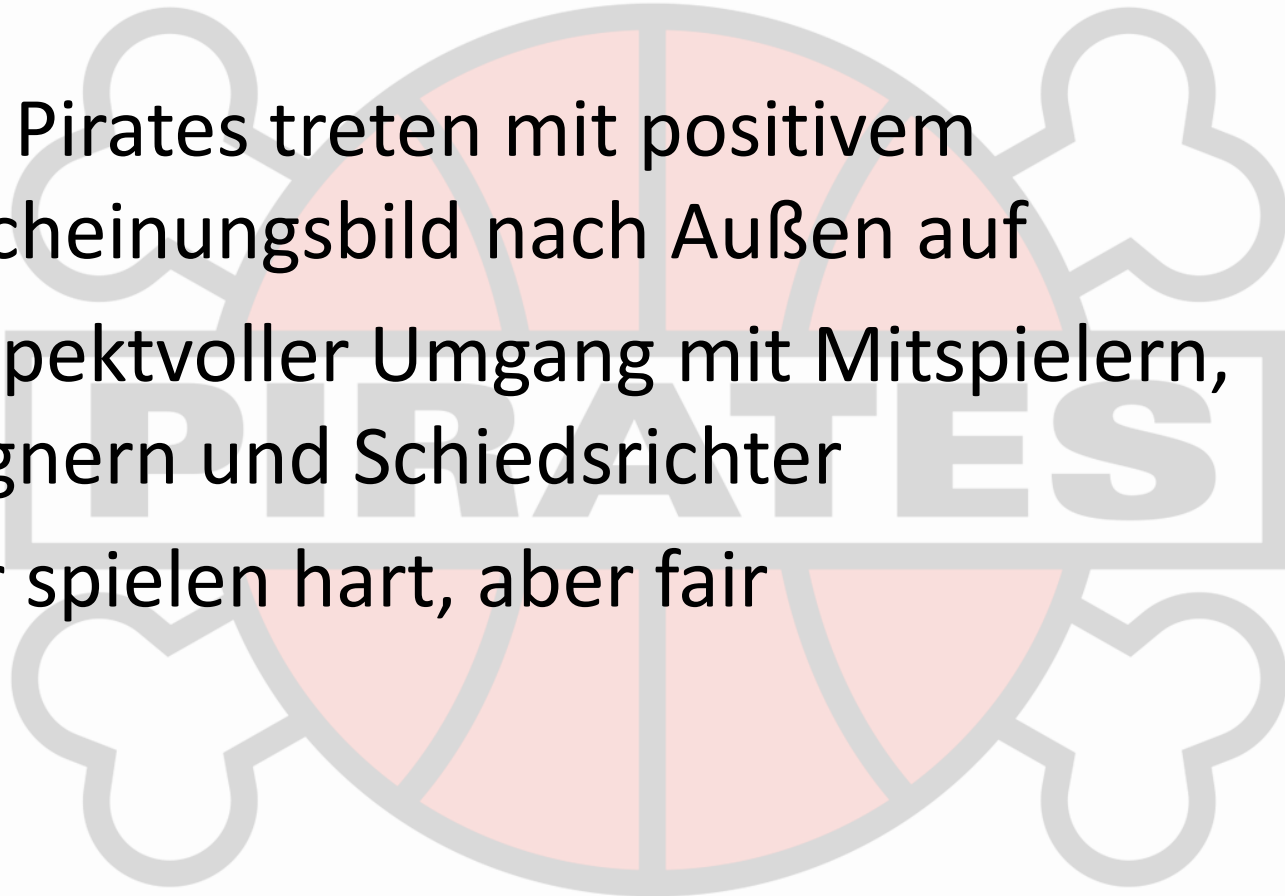 Pirates treten mit positivem
cheinungsbild nach Außen auf
pektvoller Umgang mit Mitspielern,
gnern und Schiedsrichter
r spielen hart, aber fair
PIRATES